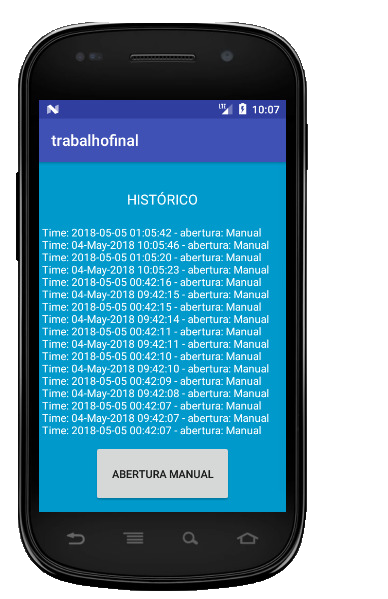 LTE
10:07
trabalhofinal
HISTÓRICO
Time: 2018-05-05 01:05:42 - abertura: Manual
Time: 04-May-2018 10:05:46 - abertura: Manual
Time: 2018-05-05 01:05:20 - abertura: Manual
Time: 04-May-2018 10:05:23 - abertura: Manual
Time: 2018-05-05 00:42:16 - abertura: Manual
Time: 04-May-2018 09:42:15 - abertura: Manual
Time: 2018-05-05 00:42:15 - abertura: Manual
Time: 04-May-2018 09:42:14 - abertura: Manual
Time: 2018-05-05 00:42:11 - abertura: Manual
Time: 04-May-2018 09:42:11 - abertura: Manual
Time: 2018-05-05 00:42:10 - abertura: Manual
Time: 04-May-2018 09:42:10 - abertura: Manual
Time: 2018-05-05 00:42:09 - abertura: Manual
Time: 04-May-2018 09:42:08 - abertura: Manual
Time: 2018-05-05 00:42:07 - abertura: Manual
Time: 04-May-2018 09:42:07 - abertura: Manual
Time: 2018-05-05 00:42:07 - abertura: Manual
ABERTURA MANUAL